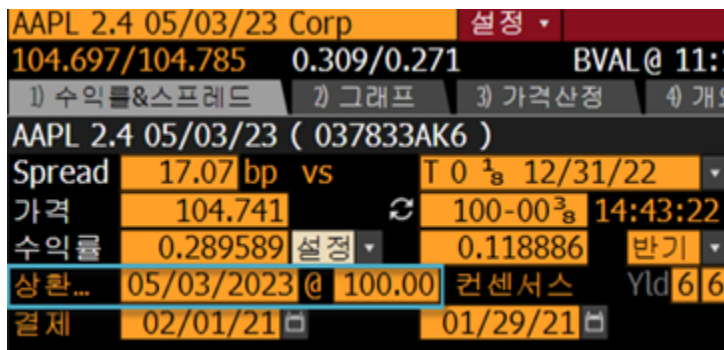 AAPL 2.4 05/03/23 Corp 설정
104.697/104.785 0.309/0.271 BVAL@ 11:
1) 수익률&스프레드 2) 그래프 3) 가격산정 4) 개
AAPL 2.4 05/03/23 ( 037833AK6 )
Spread 17.07 bp vs T 0 ⅛ 12/31/22
가격 104.741 100-00⅜ 14:43:22
수익률 0.289589 설정 0.118886 반기
상환... 05/03/2023 @ 100.00 컨센서스 Yld 6 6
결제 02/01/21 01/29/21